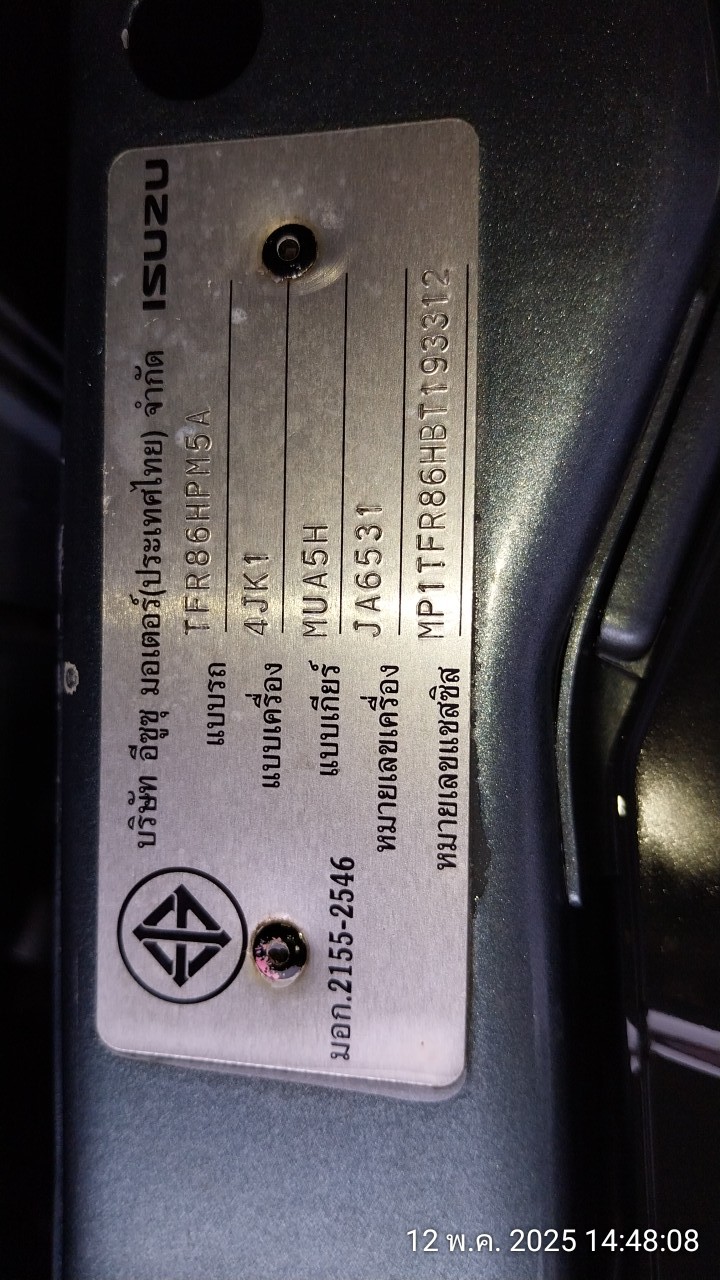 บริษัท อีซูซุ มอเตอร์(ประเทศไทย) จำกัด ISUZU
แบบรถ TFR86HPM5A
แบบเครื่อง 4JK1
แบบเกียร์ MUA5H
หมายเลขเครื่อง JA6531
หมายเลขแชสซิส MP1TFR86HBT193312
มอก.2155-2546
12 พ.ค. 2025 14:48:08